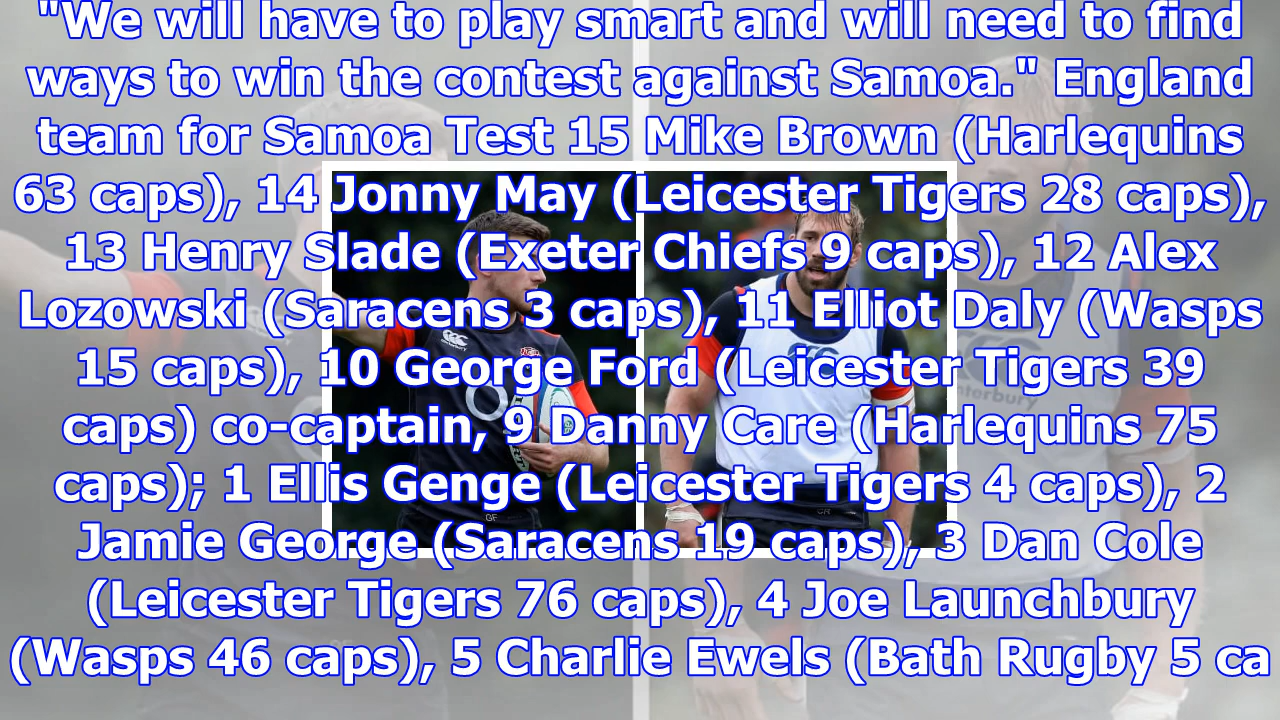 "We will have to play smart and will need to find
ways to win the contest against Samoa." England
team for Samoa Test 15 Mike Brown (Harlequins
63 caps), 14 Jonny May (Leicester Tigers 28 caps),
13 Henry Slade (Exeter Chiefs 9 caps), 12 Alex
Lozowski (Saracens 3 caps), 11 Elliot Daly (Wasps
15 caps), 10 George Ford (Leicester Tigers 39
caps) co-captain, 9 Danny Care (Harlequins 75
caps); 1 Ellis Genge (Leicester Tigers 4 caps), 2
Jamie George (Saracens 19 caps), 3 Dan Cole
(Leicester Tigers 76 caps), 4 Joe Launchbury
(Wasps 46 caps), 5 Charlie Ewels (Bath Rugby 5 ca
Canterbury
O2
GF
CR